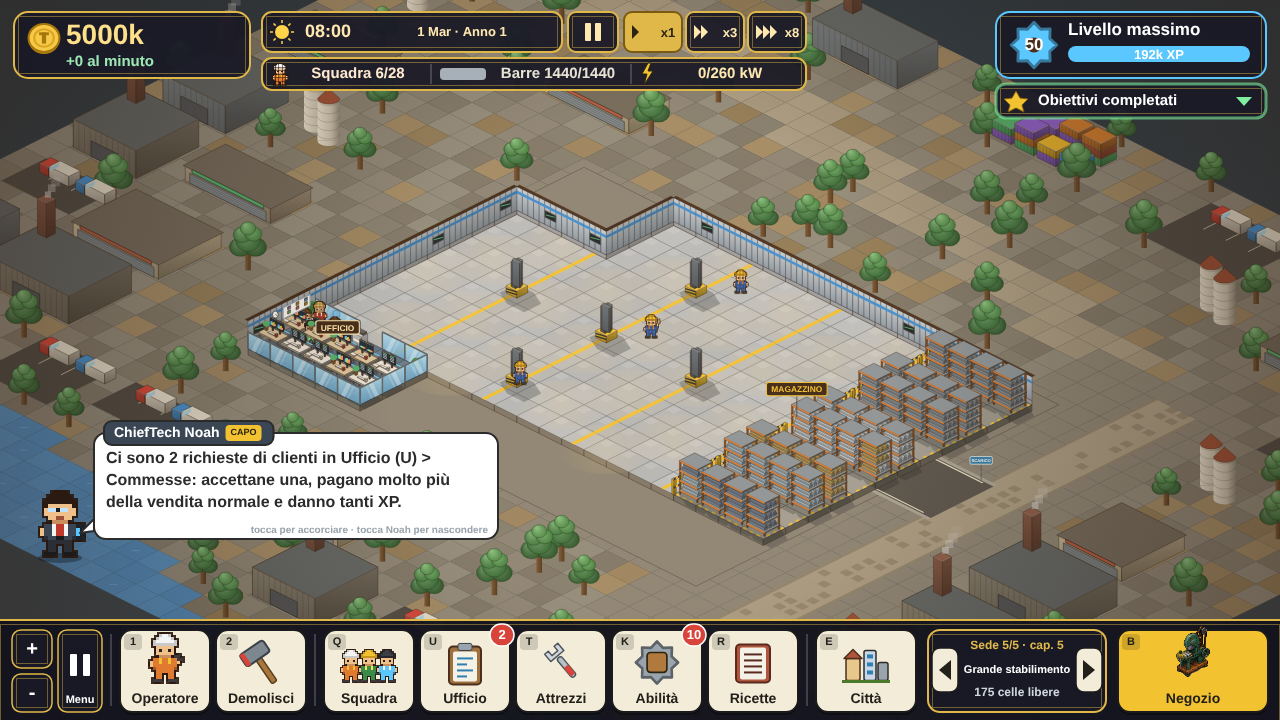 5000k
+0 al minuto
08:00
1 Mar · Anno 1
x1
x3
x8
Squadra 6/28
Barre 1440/1440
0/260 kW
50
Livello massimo
192k XP
Obiettivi completati
UFFICIO
MAGAZZINO
SCARICO
ChiefTech Noah
CAPO
Ci sono 2 richieste di clienti in Ufficio (U) >
Commesse: accettane una, pagano molto più
della vendita normale e danno tanti XP.
tocca per accorciare · tocca Noah per nascondere
+
-
Menu
1
Operatore
2
Demolisci
Q
Squadra
U
2
Ufficio
T
Attrezzi
K
10
Abilità
R
Ricette
E
Città
Sede 5/5 · cap. 5
Grande stabilimento
175 celle libere
B
Negozio